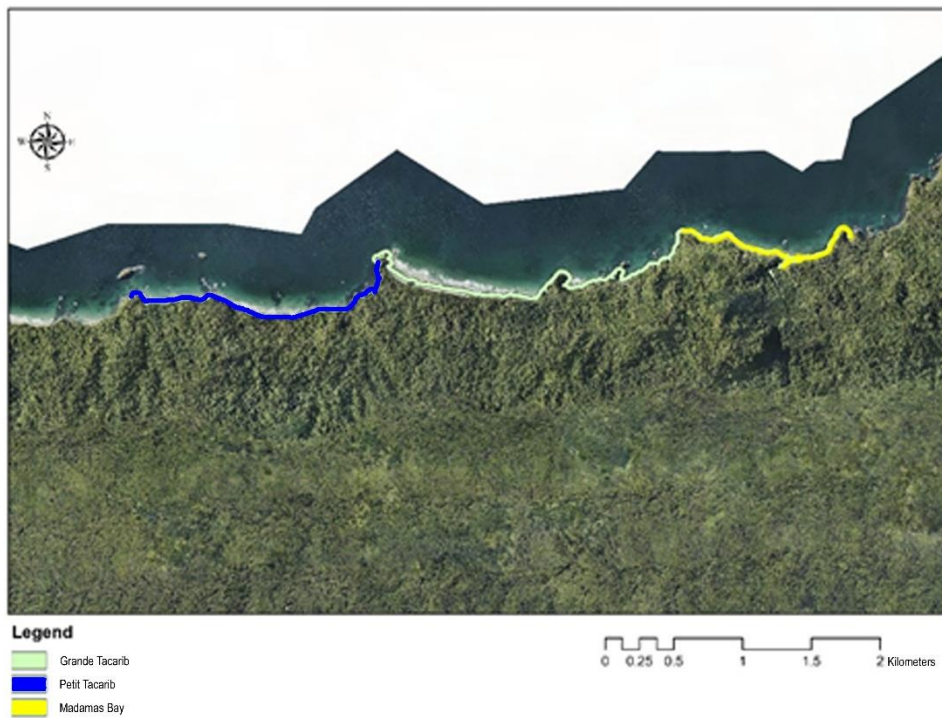 N
W E
S
Legend
Grande Tacarib
Petit Tacarib
Madamas Bay
0 0.25 0.5 1 1.5 2 Kilometers